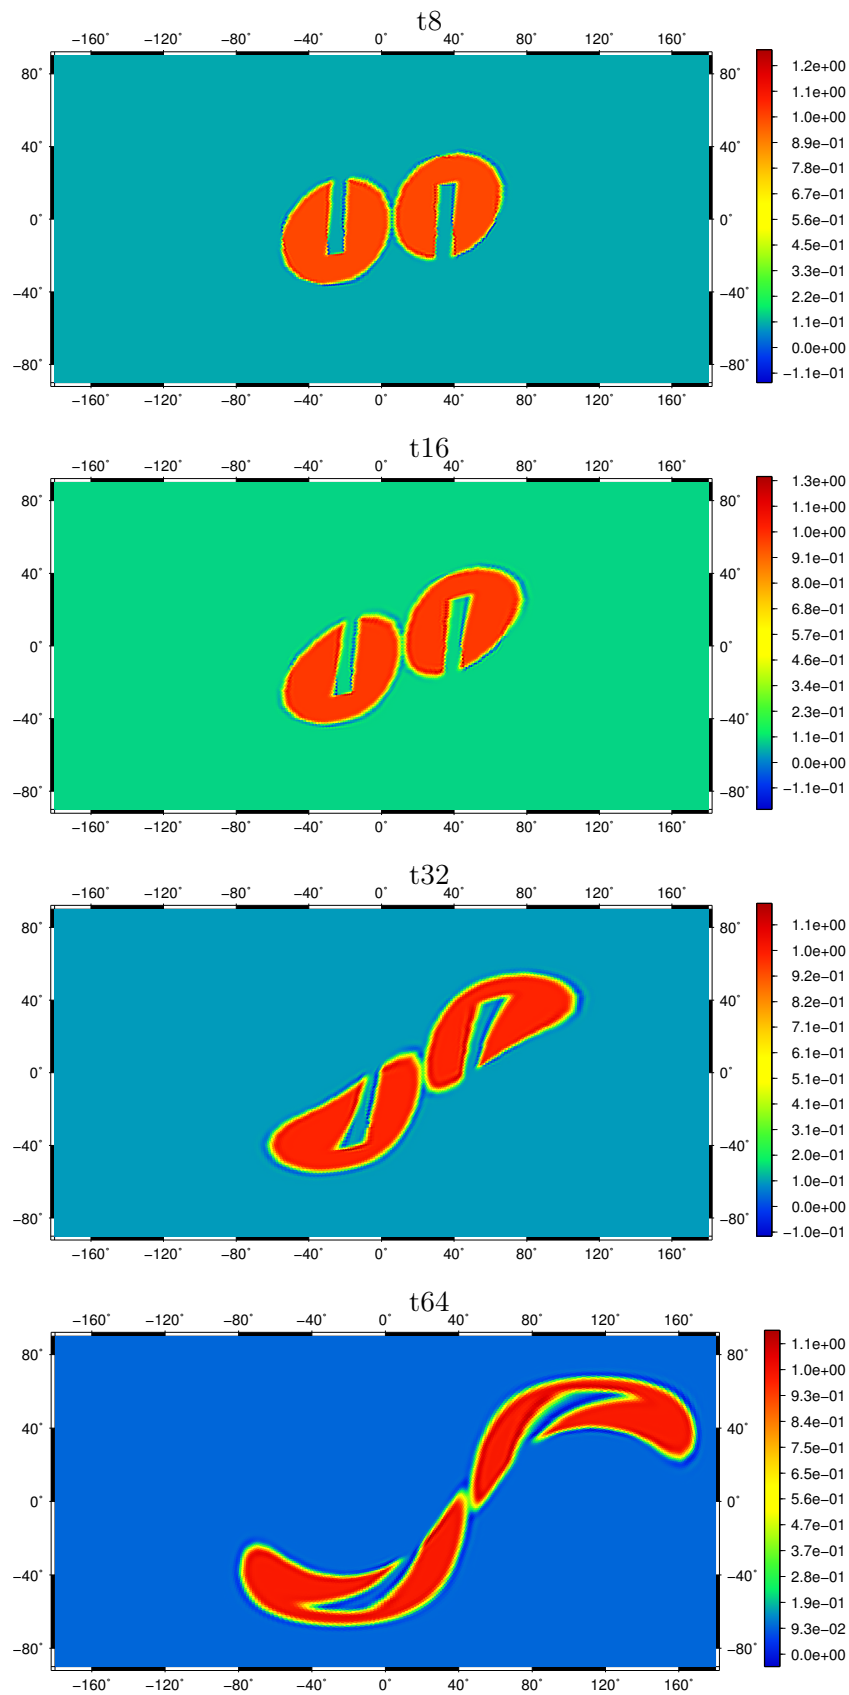 t8
−160˚ −120˚ −80˚ −40˚ 0˚ 40˚ 80˚ 120˚ 160˚
80˚ 80˚
40˚ 40˚
0˚ 0˚
−40˚ −40˚
−80˚ −80˚
−160˚ −120˚ −80˚ −40˚ 0˚ 40˚ 80˚ 120˚ 160˚
1.2e+00
1.1e+00
1.0e+00
8.9e−01
7.8e−01
6.7e−01
5.6e−01
4.5e−01
3.3e−01
2.2e−01
1.1e−01
0.0e+00
−1.1e−01
t16
−160˚ −120˚ −80˚ −40˚ 0˚ 40˚ 80˚ 120˚ 160˚
80˚ 80˚
40˚ 40˚
0˚ 0˚
−40˚ −40˚
−80˚ −80˚
−160˚ −120˚ −80˚ −40˚ 0˚ 40˚ 80˚ 120˚ 160˚
1.3e+00
1.1e+00
1.0e+00
9.1e−01
8.0e−01
6.8e−01
5.7e−01
4.6e−01
3.4e−01
2.3e−01
1.1e−01
0.0e+00
−1.1e−01
t32
−160˚ −120˚ −80˚ −40˚ 0˚ 40˚ 80˚ 120˚ 160˚
80˚ 80˚
40˚ 40˚
0˚ 0˚
−40˚ −40˚
−80˚ −80˚
−160˚ −120˚ −80˚ −40˚ 0˚ 40˚ 80˚ 120˚ 160˚
1.1e+00
1.0e+00
9.2e−01
8.2e−01
7.1e−01
6.1e−01
5.1e−01
4.1e−01
3.1e−01
2.0e−01
1.0e−01
0.0e+00
−1.0e−01
t64
−160˚ −120˚ −80˚ −40˚ 0˚ 40˚ 80˚ 120˚ 160˚
80˚ 80˚
40˚ 40˚
0˚ 0˚
−40˚ −40˚
−80˚ −80˚
−160˚ −120˚ −80˚ −40˚ 0˚ 40˚ 80˚ 120˚ 160˚
1.1e+00
1.0e+00
9.3e−01
8.4e−01
7.5e−01
6.5e−01
5.6e−01
4.7e−01
3.7e−01
2.8e−01
1.9e−01
9.3e−02
0.0e+00